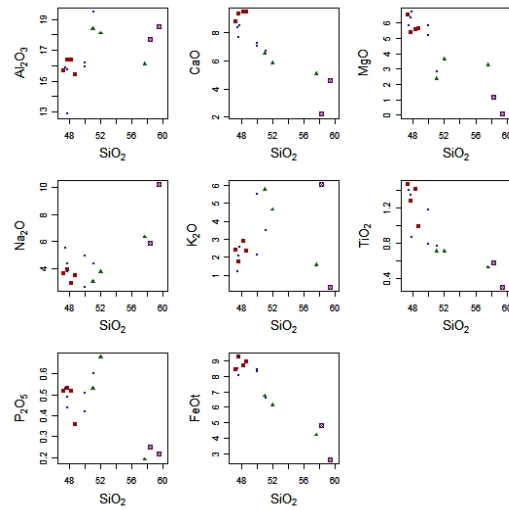 Al₂O₃
13 15 17 19
48 52 56 60
SiO₂
CaO
2 4 6 8
48 52 56 60
SiO₂
MgO
0 1 2 3 4 5 6
48 52 56 60
SiO₂
Na₂O
4 6 8 10
48 52 56 60
SiO₂
K₂O
1 2 3 4 5 6
48 52 56 60
SiO₂
TiO₂
0.4 0.8 1.2
48 52 56 60
SiO₂
P₂O₅
0.2 0.3 0.4 0.5 0.6
48 52 56 60
SiO₂
FeOt
3 4 5 6 7 8 9
48 52 56 60
SiO₂